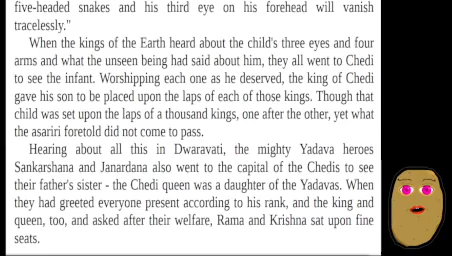 five-headed snakes and his third eye on his forehead will vanish
tracelessly."
When the kings of the Earth heard about the child's three eyes and four
arms and what the unseen being had said about him, they all went to Chedi
to see the infant. Worshipping each one as he deserved, the king of Chedi
gave his son to be placed upon the laps of each of those kings. Though that
child was set upon the laps of a thousand kings, one after the other, yet what
the asariri foretold did not come to pass.
Hearing about all this in Dwaravati, the mighty Yadava heroes
Sankarshana and Janardana also went to the capital of the Chedis to see
their father's sister - the Chedi queen was a daughter of the Yadavas. When
they had greeted everyone present according to his rank, and the king and
queen, too, and asked after their welfare, Rama and Krishna sat upon fine
seats.